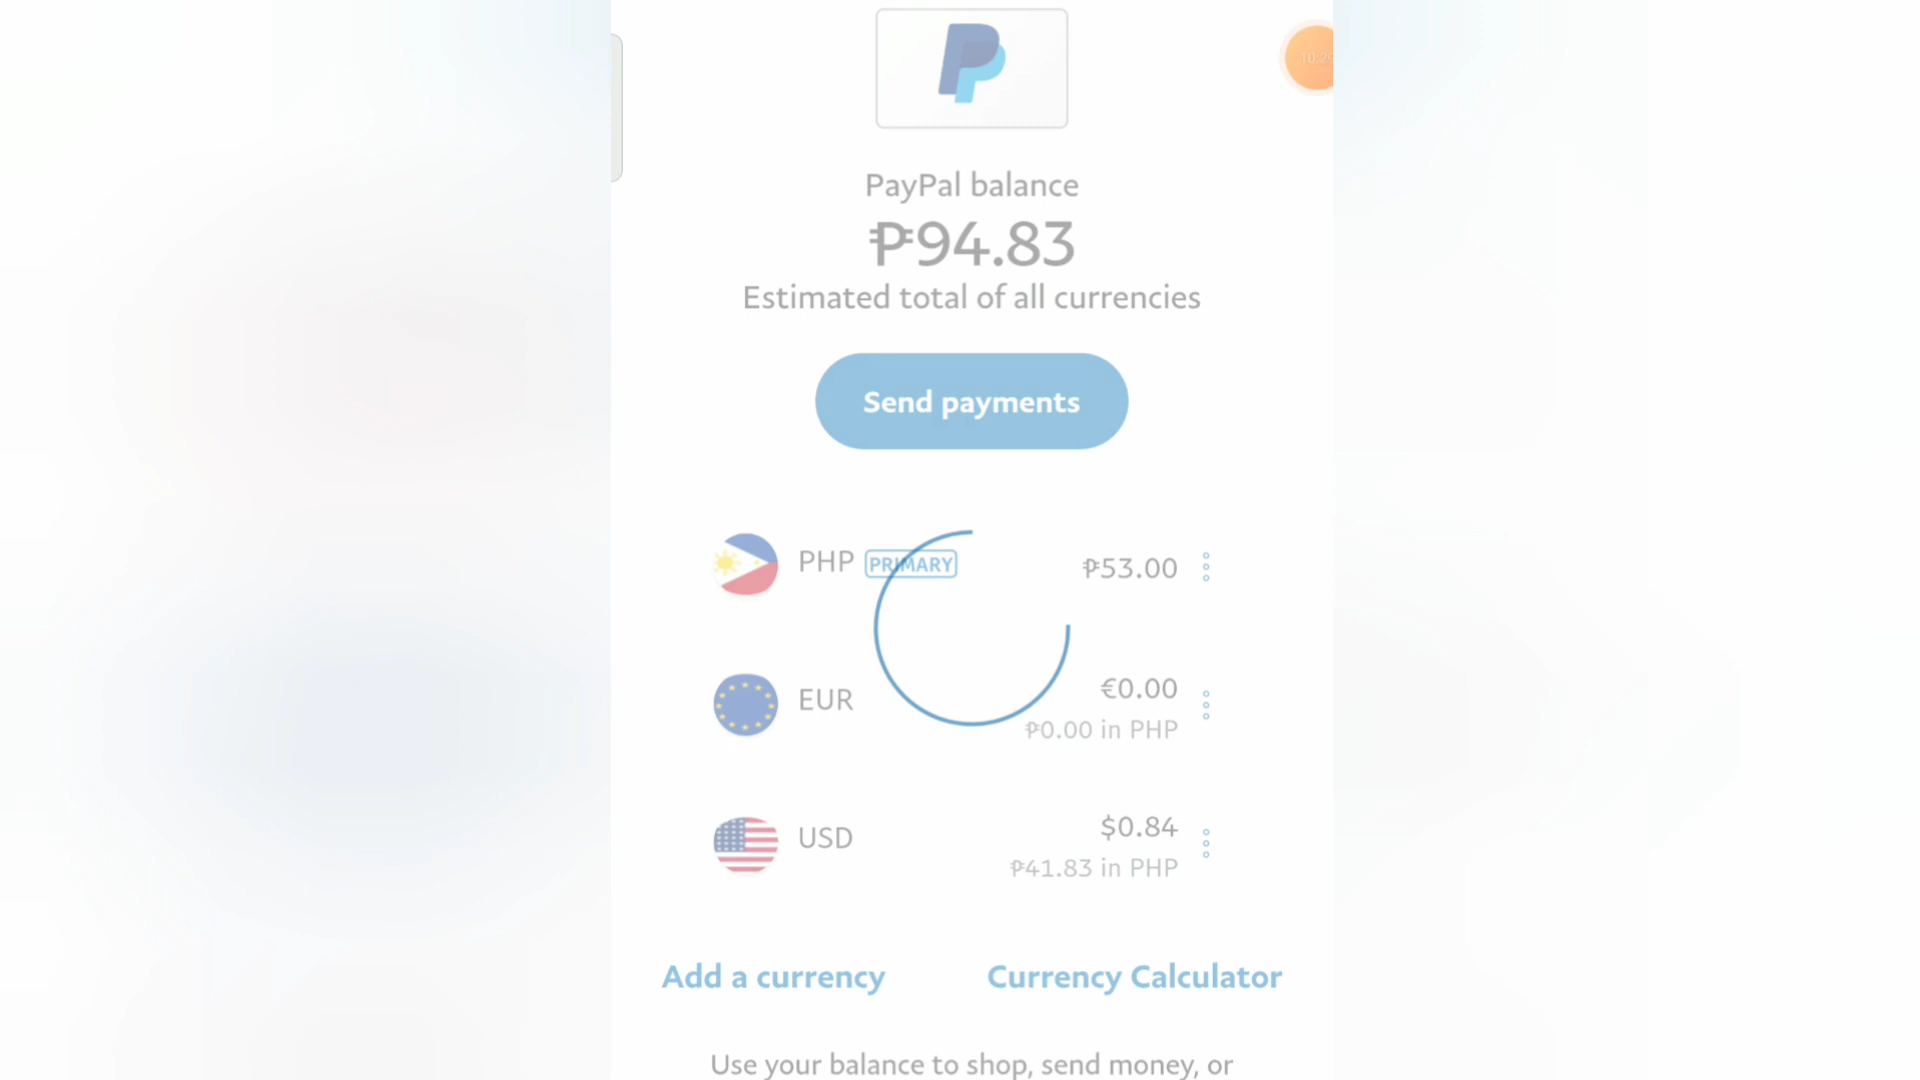 PayPal balance
₱94.83
Estimated total of all currencies
Send payments
PHP PRIMARY ₱53.00
EUR €0.00
₱0.00 in PHP
USD $0.84
₱41.83 in PHP
Add a currency Currency Calculator
Use your balance to shop, send money, or